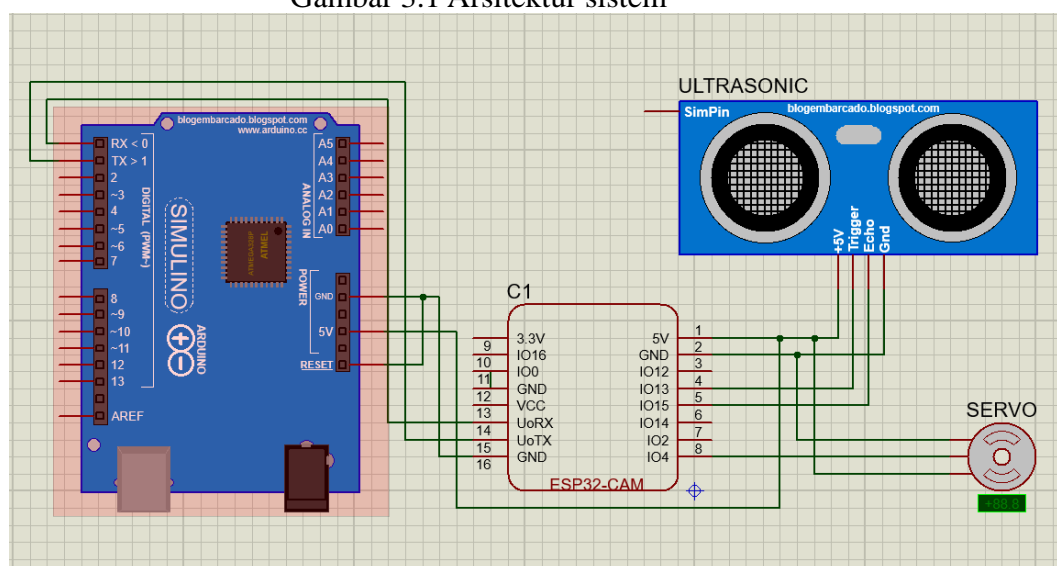 Gambar 3.1 Arsitektur sistem
ULTRASONIC
blogembarcado.blogspot.com
SimPin
+5V
Trigger
Echo
Gnd
blogembarcado.blogspot.com
www.arduino.cc
RX < 0
TX > 1
2
~3
4
~5
~6
7
8
~9
~10
~11
12
13
AREF
DIGITAL (PWM~)
SIMULINO
ARDUINO
ATMEGA328P
ATMEL
A5
A4
A3
A2
A1
A0
ANALOG IN
POWER
GND
5V
RESET
C1
3.3V
9
IO16
10
IO0
11
GND
12
VCC
13
UoRX
14
UoTX
15
GND
16
5V
1
GND
2
IO12
3
IO13
4
IO15
5
IO14
6
IO2
7
IO4
8
ESP32-CAM
SERVO
+88.8